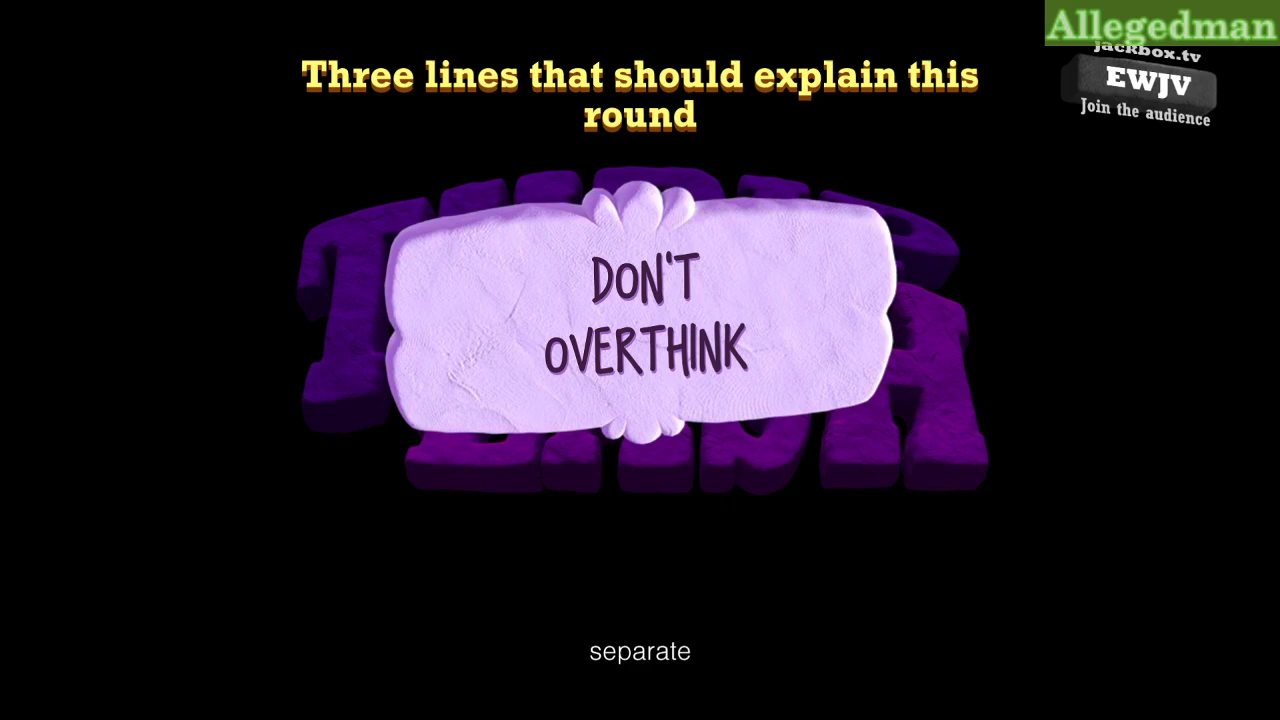 Allegedman
jackbox.tv
EWJV
Join the audience
Three lines that should explain this
round
DON'T
OVERTHINK
separate